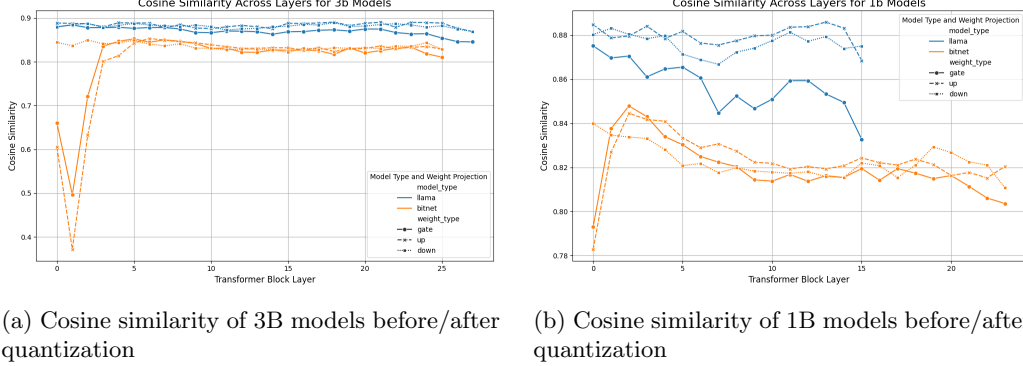 Cosine Similarity Across Layers for 3b Models
0.9
0.8
0.7
0.6
0.5
0.4
Cosine Similarity
0
5
10
15
20
25
Transformer Block Layer
Model Type and Weight Projection
model_type
llama
bitnet
weight_type
gate
up
down
Cosine Similarity Across Layers for 1b Models
0.88
0.86
0.84
0.82
0.80
0.78
Cosine Similarity
0
5
10
15
20
Transformer Block Layer
Model Type and Weight Projection
model_type
llama
bitnet
weight_type
gate
up
down
(a) Cosine similarity of 3B models before/after
quantization
(b) Cosine similarity of 1B models before/afte
quantization